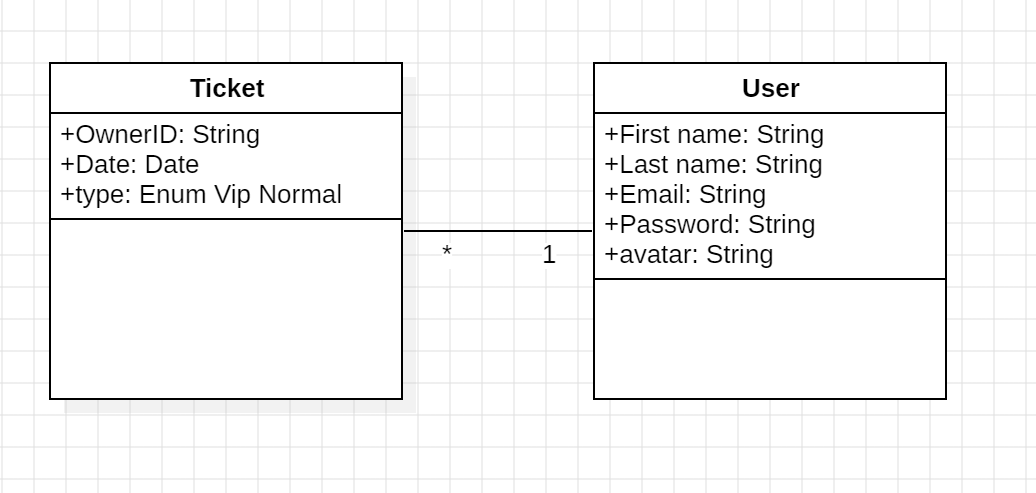 Ticket
+OwnerID: String
+Date: Date
+type: Enum Vip Normal
* 1
User
+First name: String
+Last name: String
+Email: String
+Password: String
+avatar: String